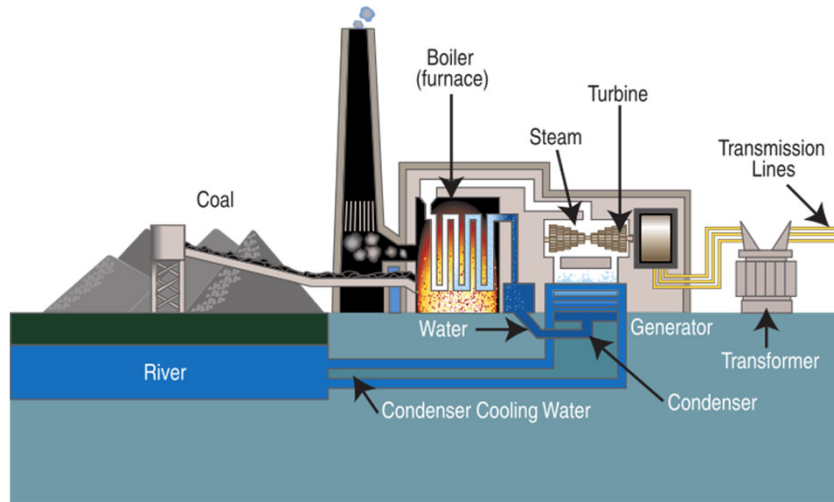 Boiler
(furnace)
Turbine
Steam
Transmission
Lines
Coal
Water
Generator
Transformer
River
Condenser
Condenser Cooling Water